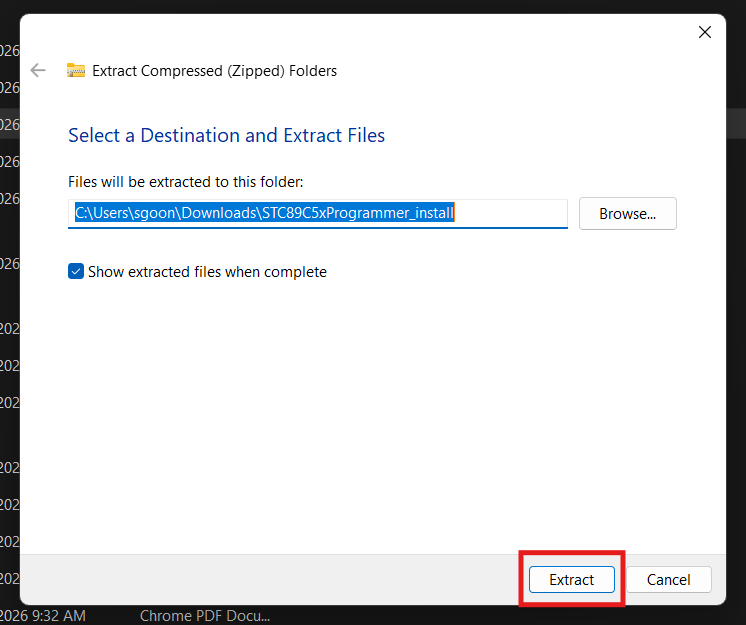 Extract Compressed (Zipped) Folders
Select a Destination and Extract Files
Files will be extracted to this folder:
C:\Users\sgoon\Downloads\STC89C5xProgrammer_install
Browse...
Show extracted files when complete
Extract
Cancel
026
026
026
026
026
026
202
202
202
202
202
202
202
2026 9:32 AM
Chrome PDF Docu...